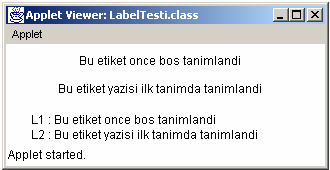 Applet Viewer: LabelTesti.class
Applet
Bu etiket once bos tanimlandi
Bu etiket yazisi ilk tanimda tanimlandi
L1 : Bu etiket once bos tanimlandi
L2 : Bu etiket yazisi ilk tanimda tanimlandi
Applet started.